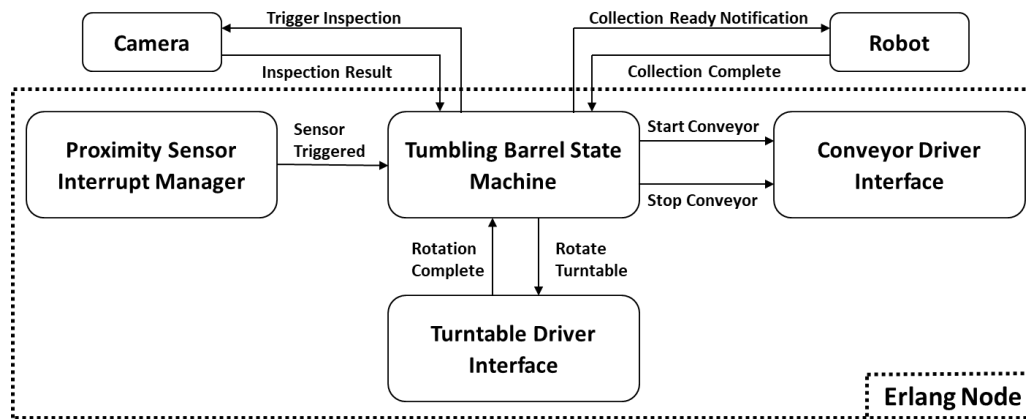 Trigger Inspection
Collection Ready Notification
Camera
Robot
Inspection Result
Collection Complete
Proximity Sensor
Interrupt Manager
Sensor
Triggered
Tumbling Barrel State
Machine
Start Conveyor
Stop Conveyor
Conveyor Driver
Interface
Rotation
Complete
Rotate
Turntable
Turntable Driver
Interface
Erlang Node